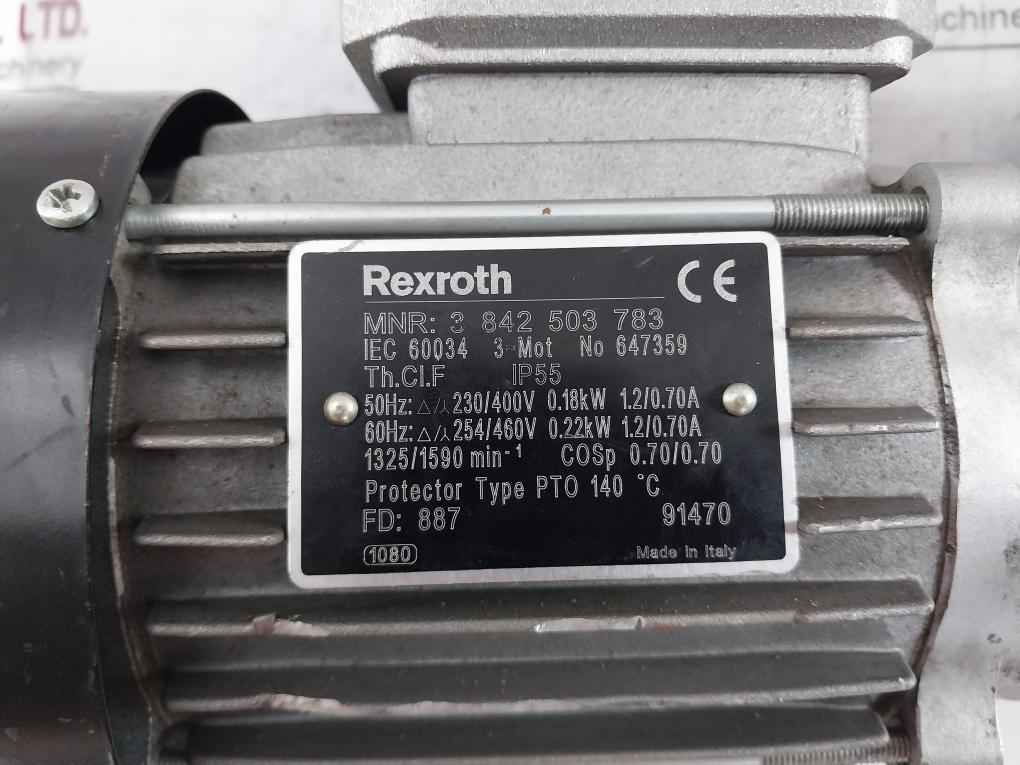 LTD.
Rexroth CE
MNR: 3 842 503 783
IEC 60034 3~Mot No 647359
Th.Cl.F IP55
50Hz: △/⅄ 230/400V 0.18kW 1.2/0.70A
60Hz: △/⅄ 254/460V 0.22kW 1.2/0.70A
1325/1590 min-1 COSp 0.70/0.70
Protector Type PTO 140 °C
FD: 887 91470
1080 Made in Italy